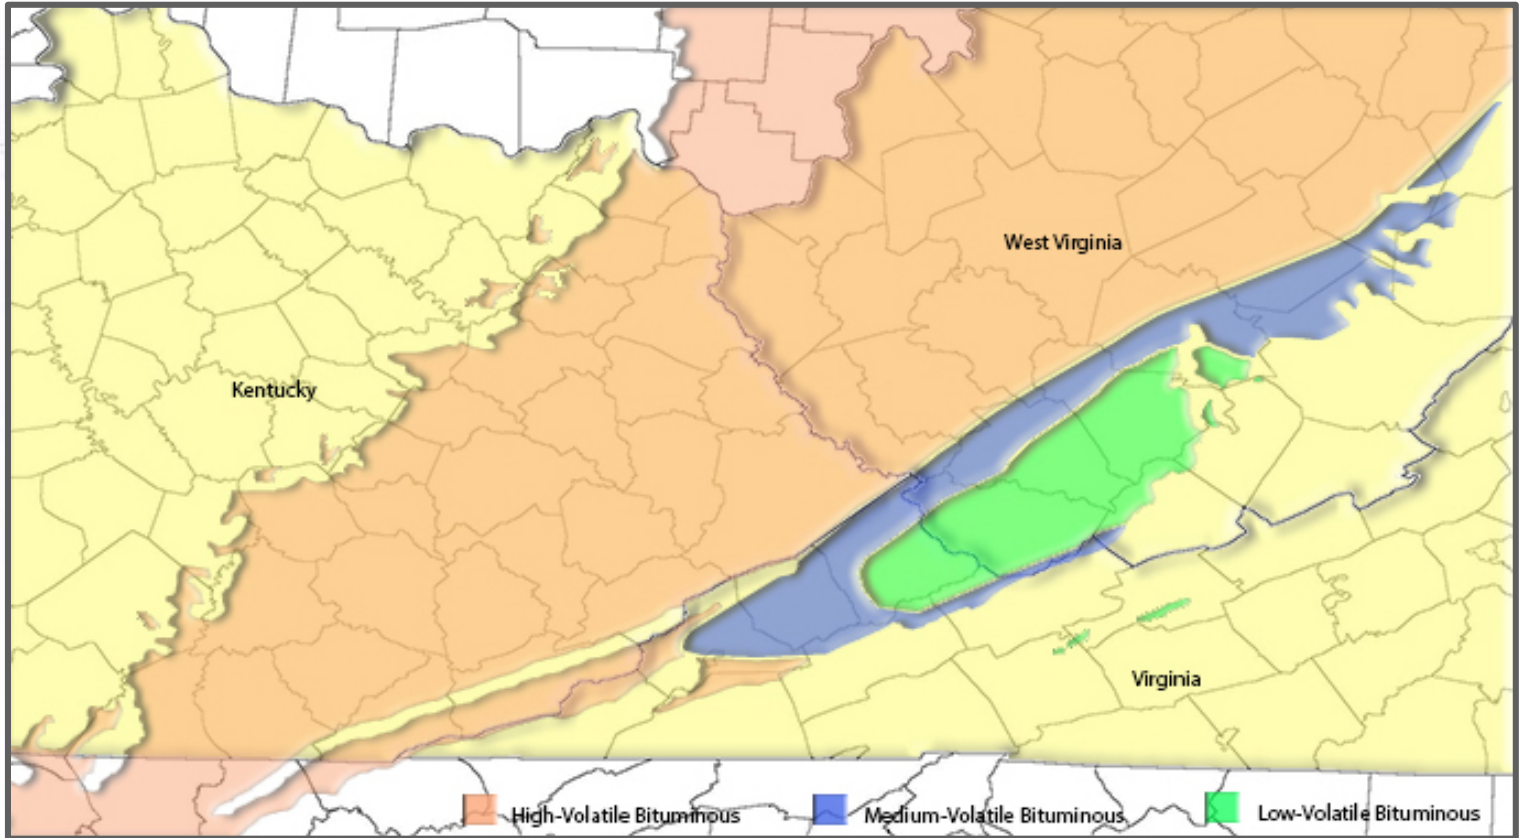 West Virginia
Kentucky
Virginia
High-Volatile Bituminous
Medium-Volatile Bituminous
Low-Volatile Bituminous